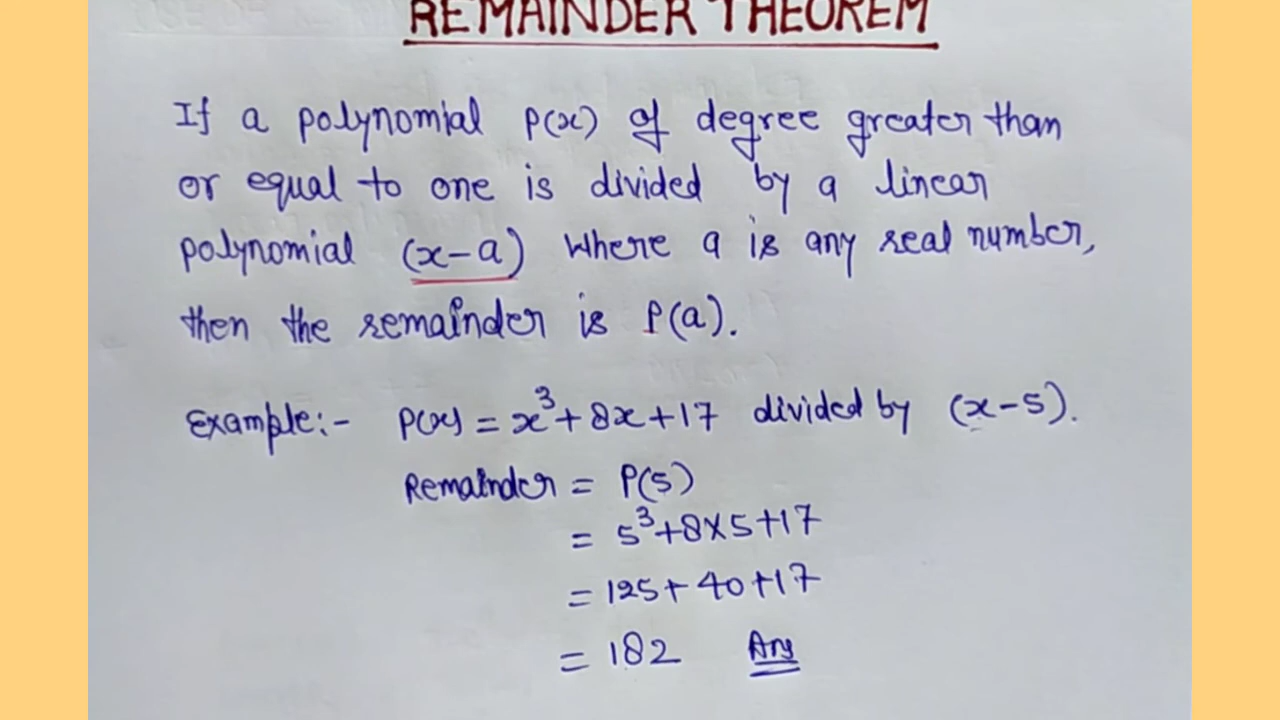 REMAINDER THEOREM
If a polynomial P(x) of degree greater than
or equal to one is divided by a linear
polynomial (x-a) where a is any real number,
then the remainder is P(a).
Example:- P(x) = x³+8x+17 divided by (x-5).
Remainder = P(5)
= 5³+8×5+17
= 125+40+17
= 182 Ans